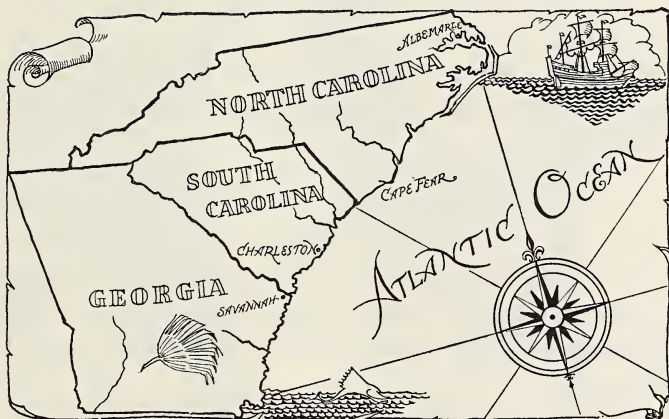 ALBEMARLE
NORTH CAROLINA
SOUTH
CAROLINA
CAPE FEAR
ATLANTIC OCEAN
CHARLESTON
GEORGIA
SAVANNAH